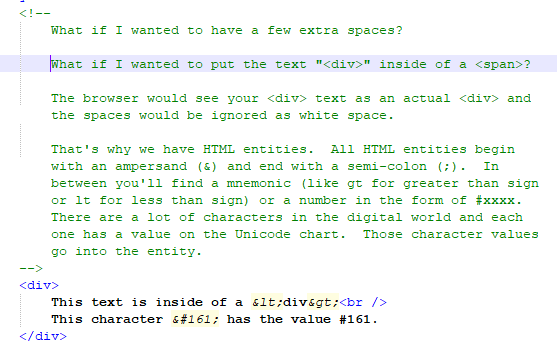 <!--
What if I wanted to have a few extra spaces?
What if I wanted to put the text "<div>" inside of a <span>?
The browser would see your <div> text as an actual <div> and
the spaces would be ignored as white space.
That's why we have HTML entities.  All HTML entities begin
with an ampersand (&) and end with a semi-colon (;).  In
between you'll find a mnemonic (like gt for greater than sign
or lt for less than sign) or a number in the form of #xxxx.
There are a lot of characters in the digital world and each
one has a value on the Unicode chart.  Those character values
go into the entity.
-->
<div>
This text is inside of a &lt;div&gt;<br />
This character &#161; has the value #161.
</div>